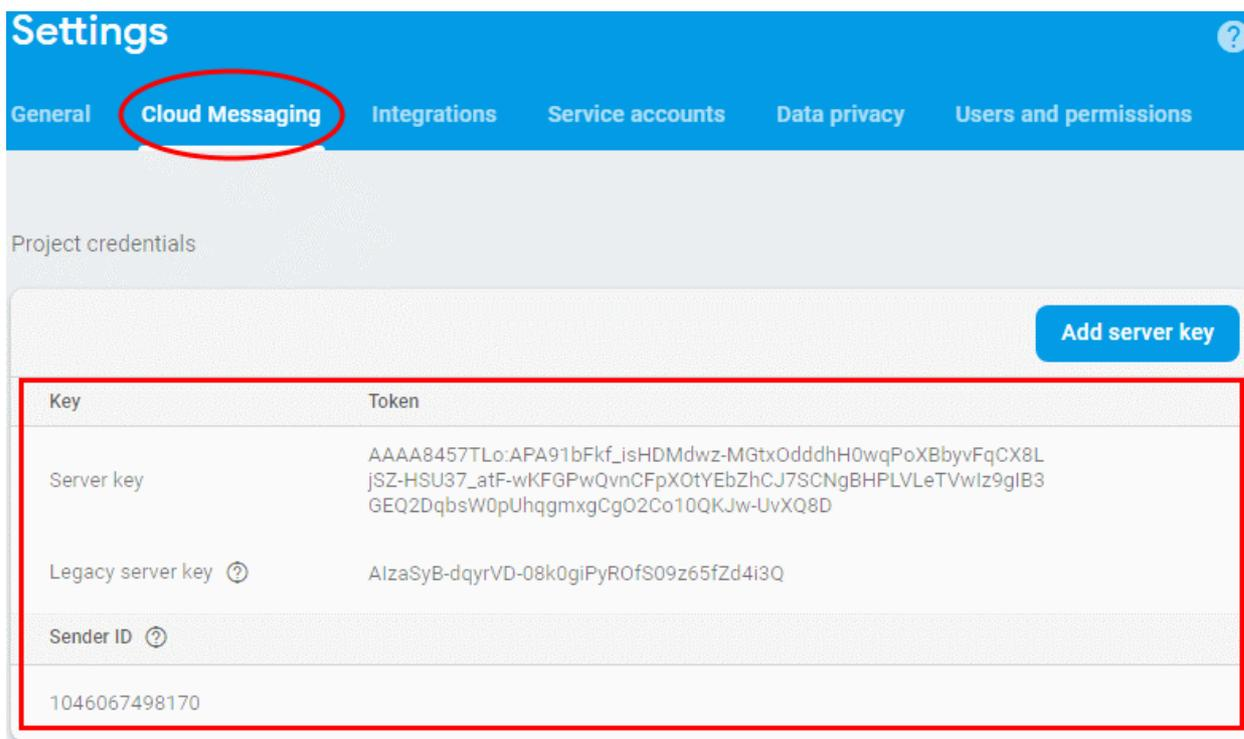 Settings
General Cloud Messaging Integrations Service accounts Data privacy Users and permissions
Project credentials
Add server key
Key Token
Server key
AAAA8457TLo:APA91bFkf_isHDMdwz-MGtxOdddhH0wqPoXBbyvFqCX8L
jSZ-HSU37_atF-wKFGPwQvnCFpXOtYEbZhCJ7SCNgBHPLVLeTVwIz9gIB3
GEQ2DqbsW0pUhqgmxgCgO2Co10QKJw-UvXQ8D
Legacy server key AIzaSyB-dqyrVD-08k0giPyROfS09z65fZd4i3Q
Sender ID
1046067498170